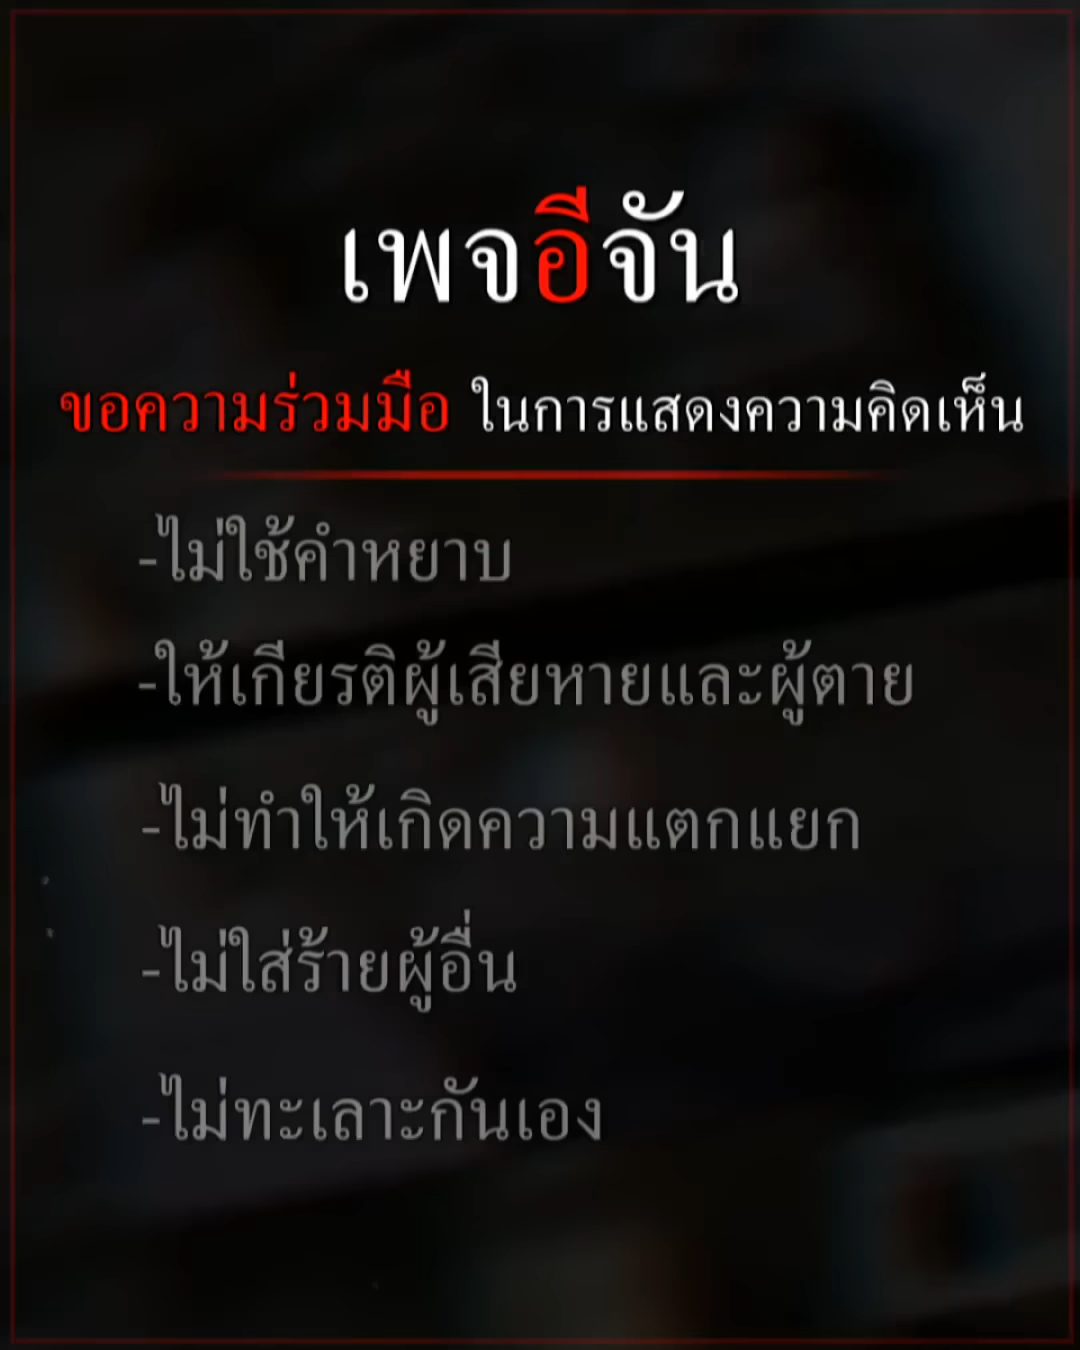 เพจอีจัน
ขอความร่วมมือ ในการแสดงความคิดเห็น
-ไม่ใช้คำหยาบ
-ให้เกียรติผู้เสียหายและผู้ตาย
-ไม่ทำให้เกิดความแตกแยก
-ไม่ใส่ร้ายผู้อื่น
-ไม่ทะเลาะกันเอง